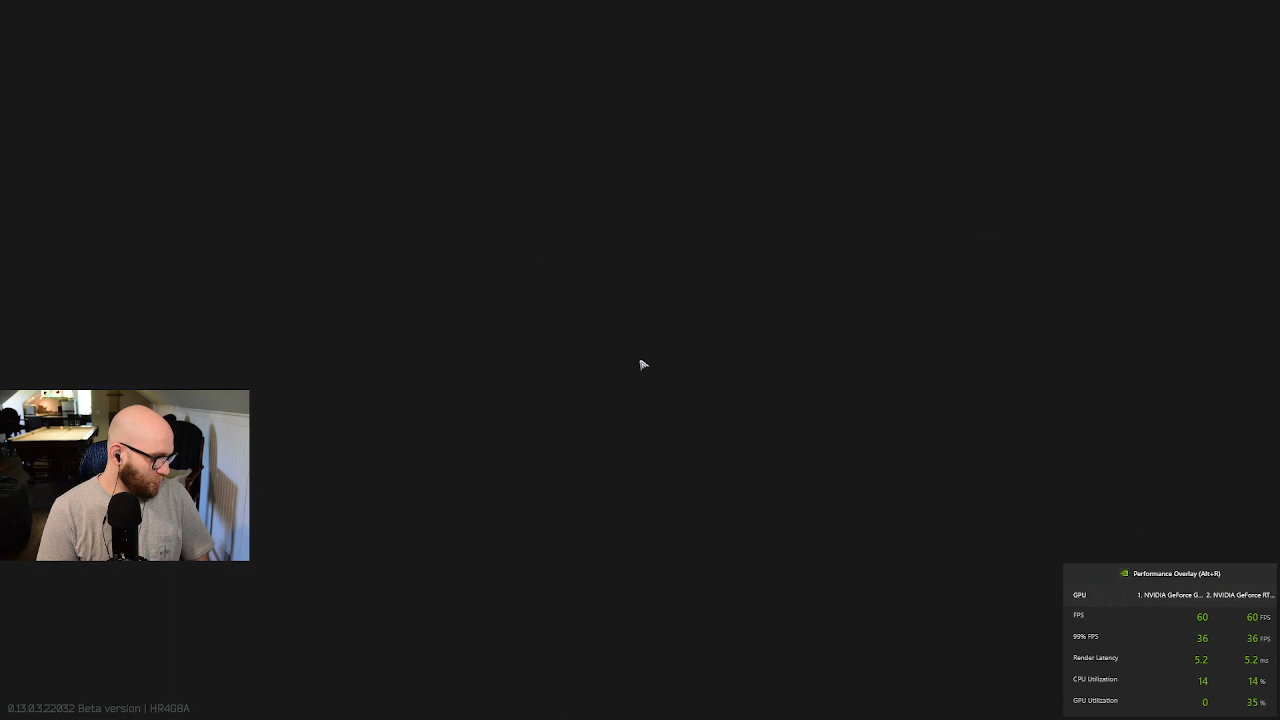 Performance Overlay (Alt+R)
GPU 1. NVIDIA GeForce G... 2. NVIDIA GeForce RT...
FPS 60 60 FPS
99% FPS 36 36 FPS
Render Latency 5.2 5.2 ms
CPU Utilization 14 14 %
GPU Utilization 0 35 %
0.13.0.3.22032 Beta version | HR4G8A